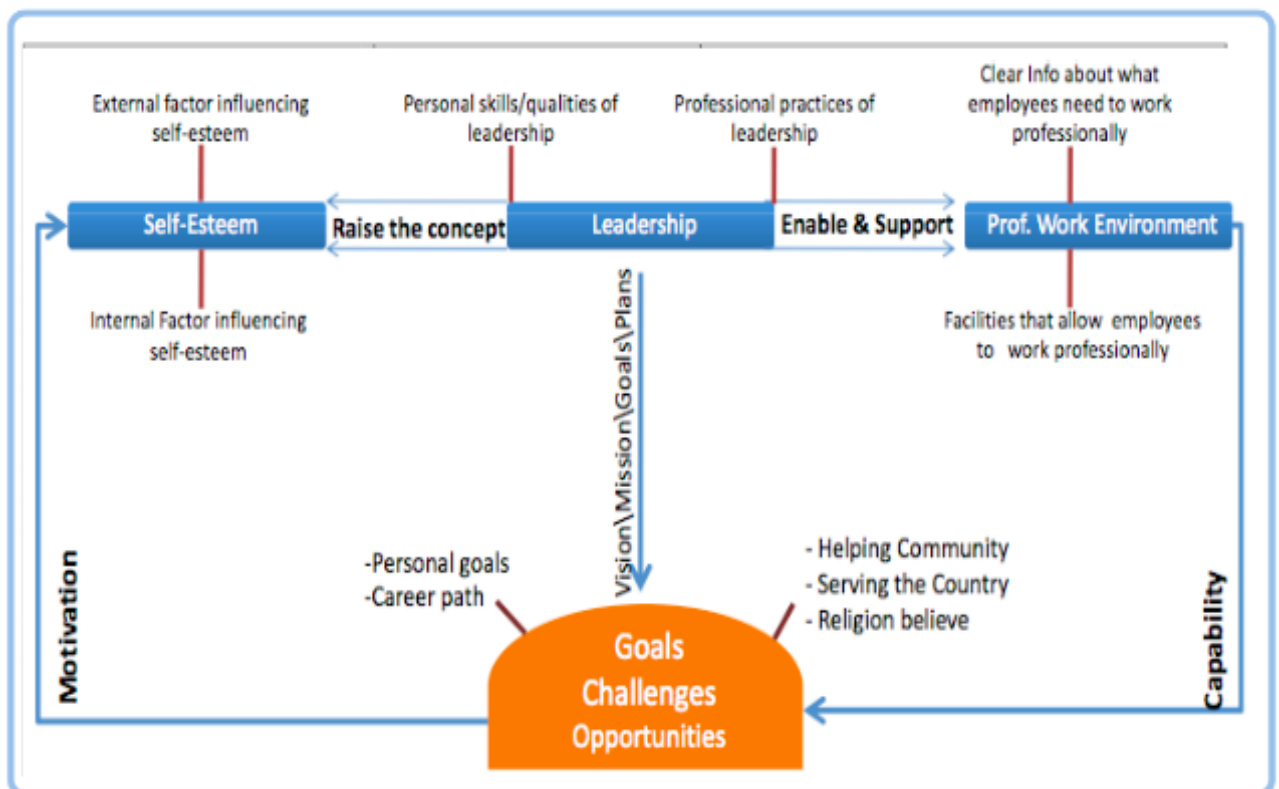 External factor influencing
self-esteem
Personal skills/qualities of
leadership
Professional practices of
leadership
Clear Info about what
employees need to work
professionally
Self-Esteem
Raise the concept
Leadership
Enable & Support
Prof. Work Environment
Internal Factor influencing
self-esteem
Facilities that allow employees
to work professionally
Vision\Mission\Goals\Plans
Motivation
-Personal goals
-Career path
- Helping Community
- Serving the Country
- Religion believe
Capability
Goals
Challenges
Opportunities